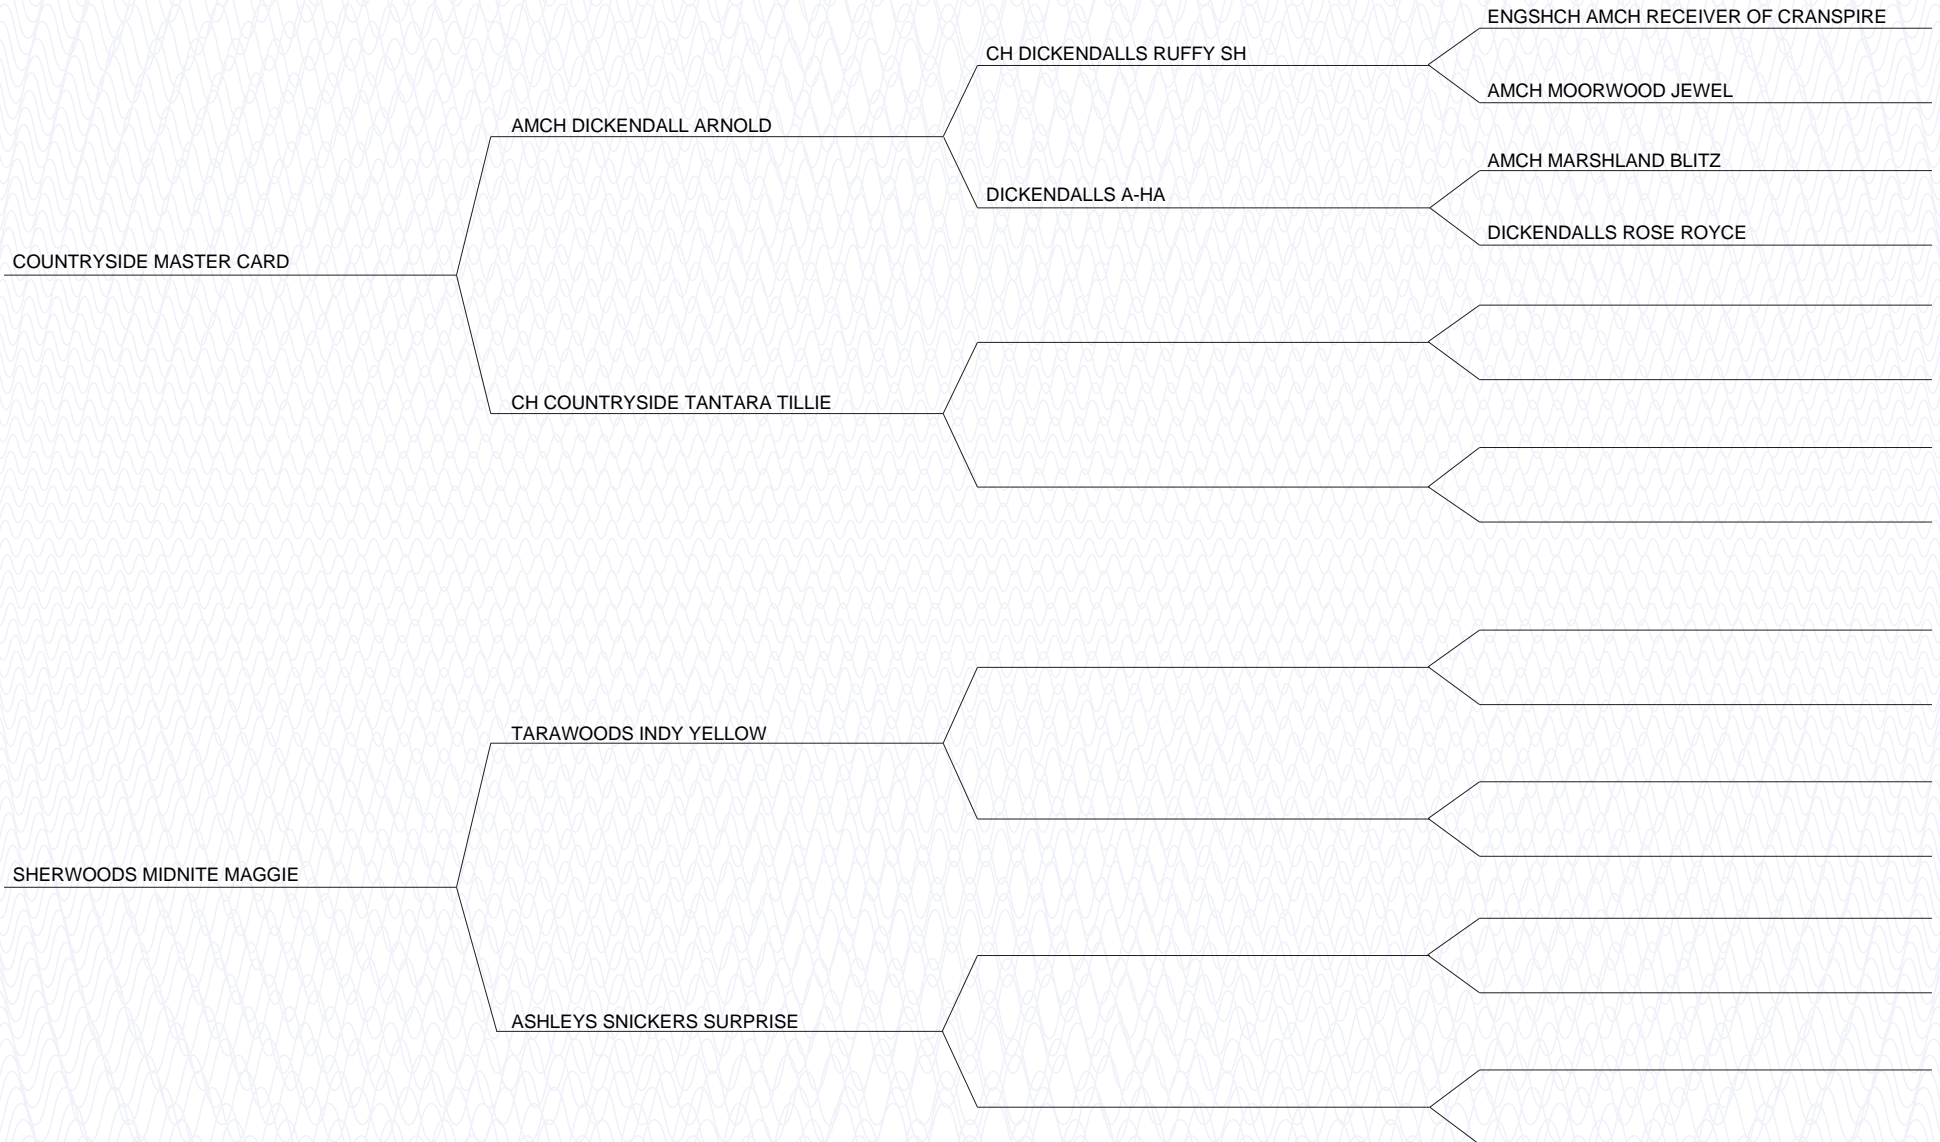 ENGSHCH AMCH RECEIVER OF CRANSPIRE
CH DICKENDALLS RUFFY SH
AMCH MOORWOOD JEWEL
AMCH DICKENDALL ARNOLD
AMCH MARSHLAND BLITZ
DICKENDALLS A-HA
DICKENDALLS ROSE ROYCE
COUNTRYSIDE MASTER CARD
CH COUNTRYSIDE TANTARA TILLIE
TARAWOODS INDY YELLOW
SHERWOODS MIDNITE MAGGIE
ASHLEYS SNICKERS SURPRISE